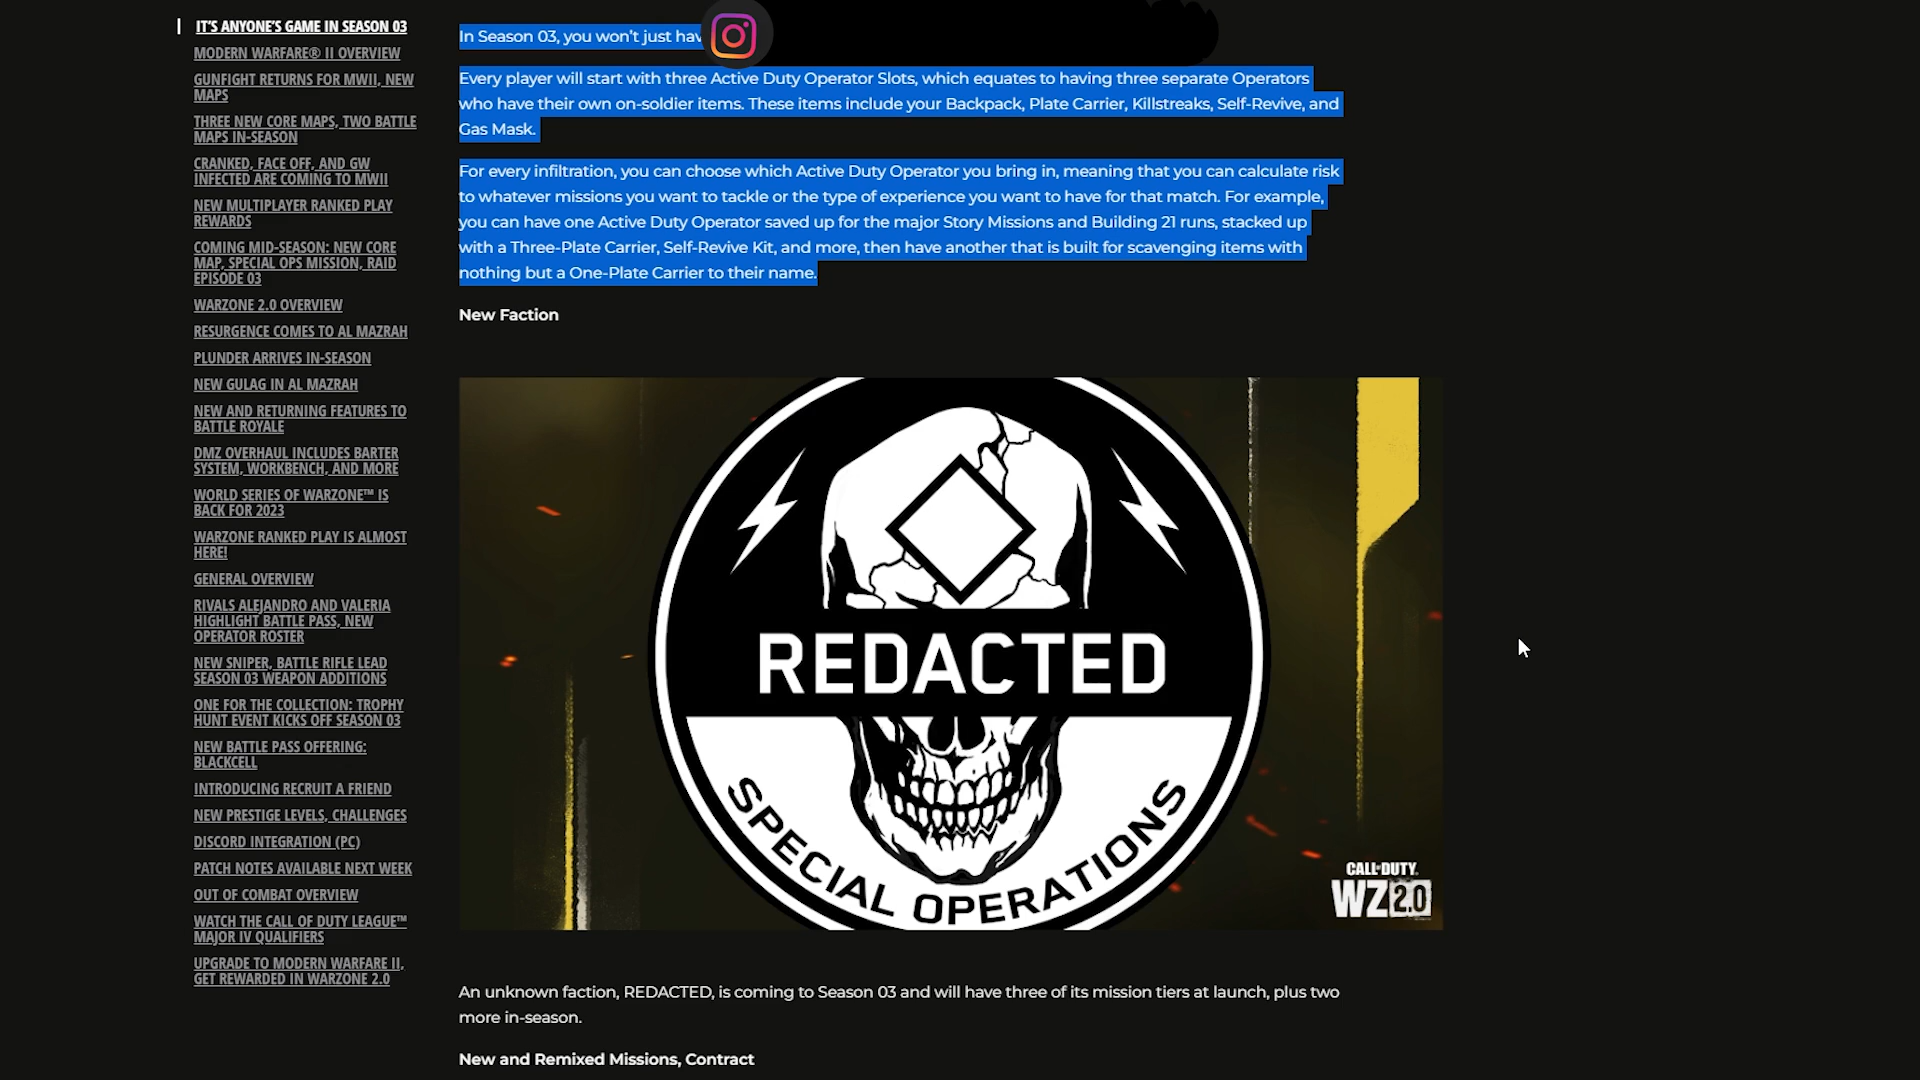 IT'S ANYONE'S GAME IN SEASON 03
MODERN WARFARE® II OVERVIEW
GUNFIGHT RETURNS FOR MWII, NEW
MAPS
THREE NEW CORE MAPS, TWO BATTLE
MAPS IN-SEASON
CRANKED, FACE OFF, AND GW
INFECTED ARE COMING TO MWII
NEW MULTIPLAYER RANKED PLAY
REWARDS
COMING MID-SEASON: NEW CORE
MAP, SPECIAL OPS MISSION, RAID
EPISODE 03
WARZONE 2.0 OVERVIEW
RESURGENCE COMES TO AL MAZRAH
PLUNDER ARRIVES IN-SEASON
NEW GULAG IN AL MAZRAH
NEW AND RETURNING FEATURES TO
BATTLE ROYALE
DMZ OVERHAUL INCLUDES BARTER
SYSTEM, WORKBENCH, AND MORE
WORLD SERIES OF WARZONE™ IS
BACK FOR 2023
WARZONE RANKED PLAY IS ALMOST
HERE!
GENERAL OVERVIEW
RIVALS ALEJANDRO AND VALERIA
HIGHLIGHT BATTLE PASS, NEW
OPERATOR ROSTER
NEW SNIPER, BATTLE RIFLE LEAD
SEASON 03 WEAPON ADDITIONS
ONE FOR THE COLLECTION: TROPHY
HUNT EVENT KICKS OFF SEASON 03
NEW BATTLE PASS OFFERING:
BLACKCELL
INTRODUCING RECRUIT A FRIEND
NEW PRESTIGE LEVELS, CHALLENGES
DISCORD INTEGRATION (PC)
PATCH NOTES AVAILABLE NEXT WEEK
OUT OF COMBAT OVERVIEW
WATCH THE CALL OF DUTY LEAGUE™
MAJOR IV QUALIFIERS
UPGRADE TO MODERN WARFARE II,
GET REWARDED IN WARZONE 2.0
In Season 03, you won't just
Every player will start with three Active Duty Operator Slots, which equates to having three separate Operators
who have their own on-soldier items. These items include your Backpack, Plate Carrier, Killstreaks, Self-Revive, and
Gas Mask.
For every infiltration, you can choose which Active Duty Operator you bring in, meaning that you can calculate risk
to whatever missions you want to tackle or the type of experience you want to have for that match. For example,
you can have one Active Duty Operator saved up for the major Story Missions and Building 21 runs, stacked up
with a Three-Plate Carrier, Self-Revive Kit, and more, then have another that is built for scavenging items with
nothing but a One-Plate Carrier to their name.
New Faction
REDACTED
SPECIAL OPERATIONS
CALL OF DUTY
WZ 2.0
An unknown faction, REDACTED, is coming to Season 03 and will have three of its mission tiers at launch, plus two
more in-season.
New and Remixed Missions, Contract